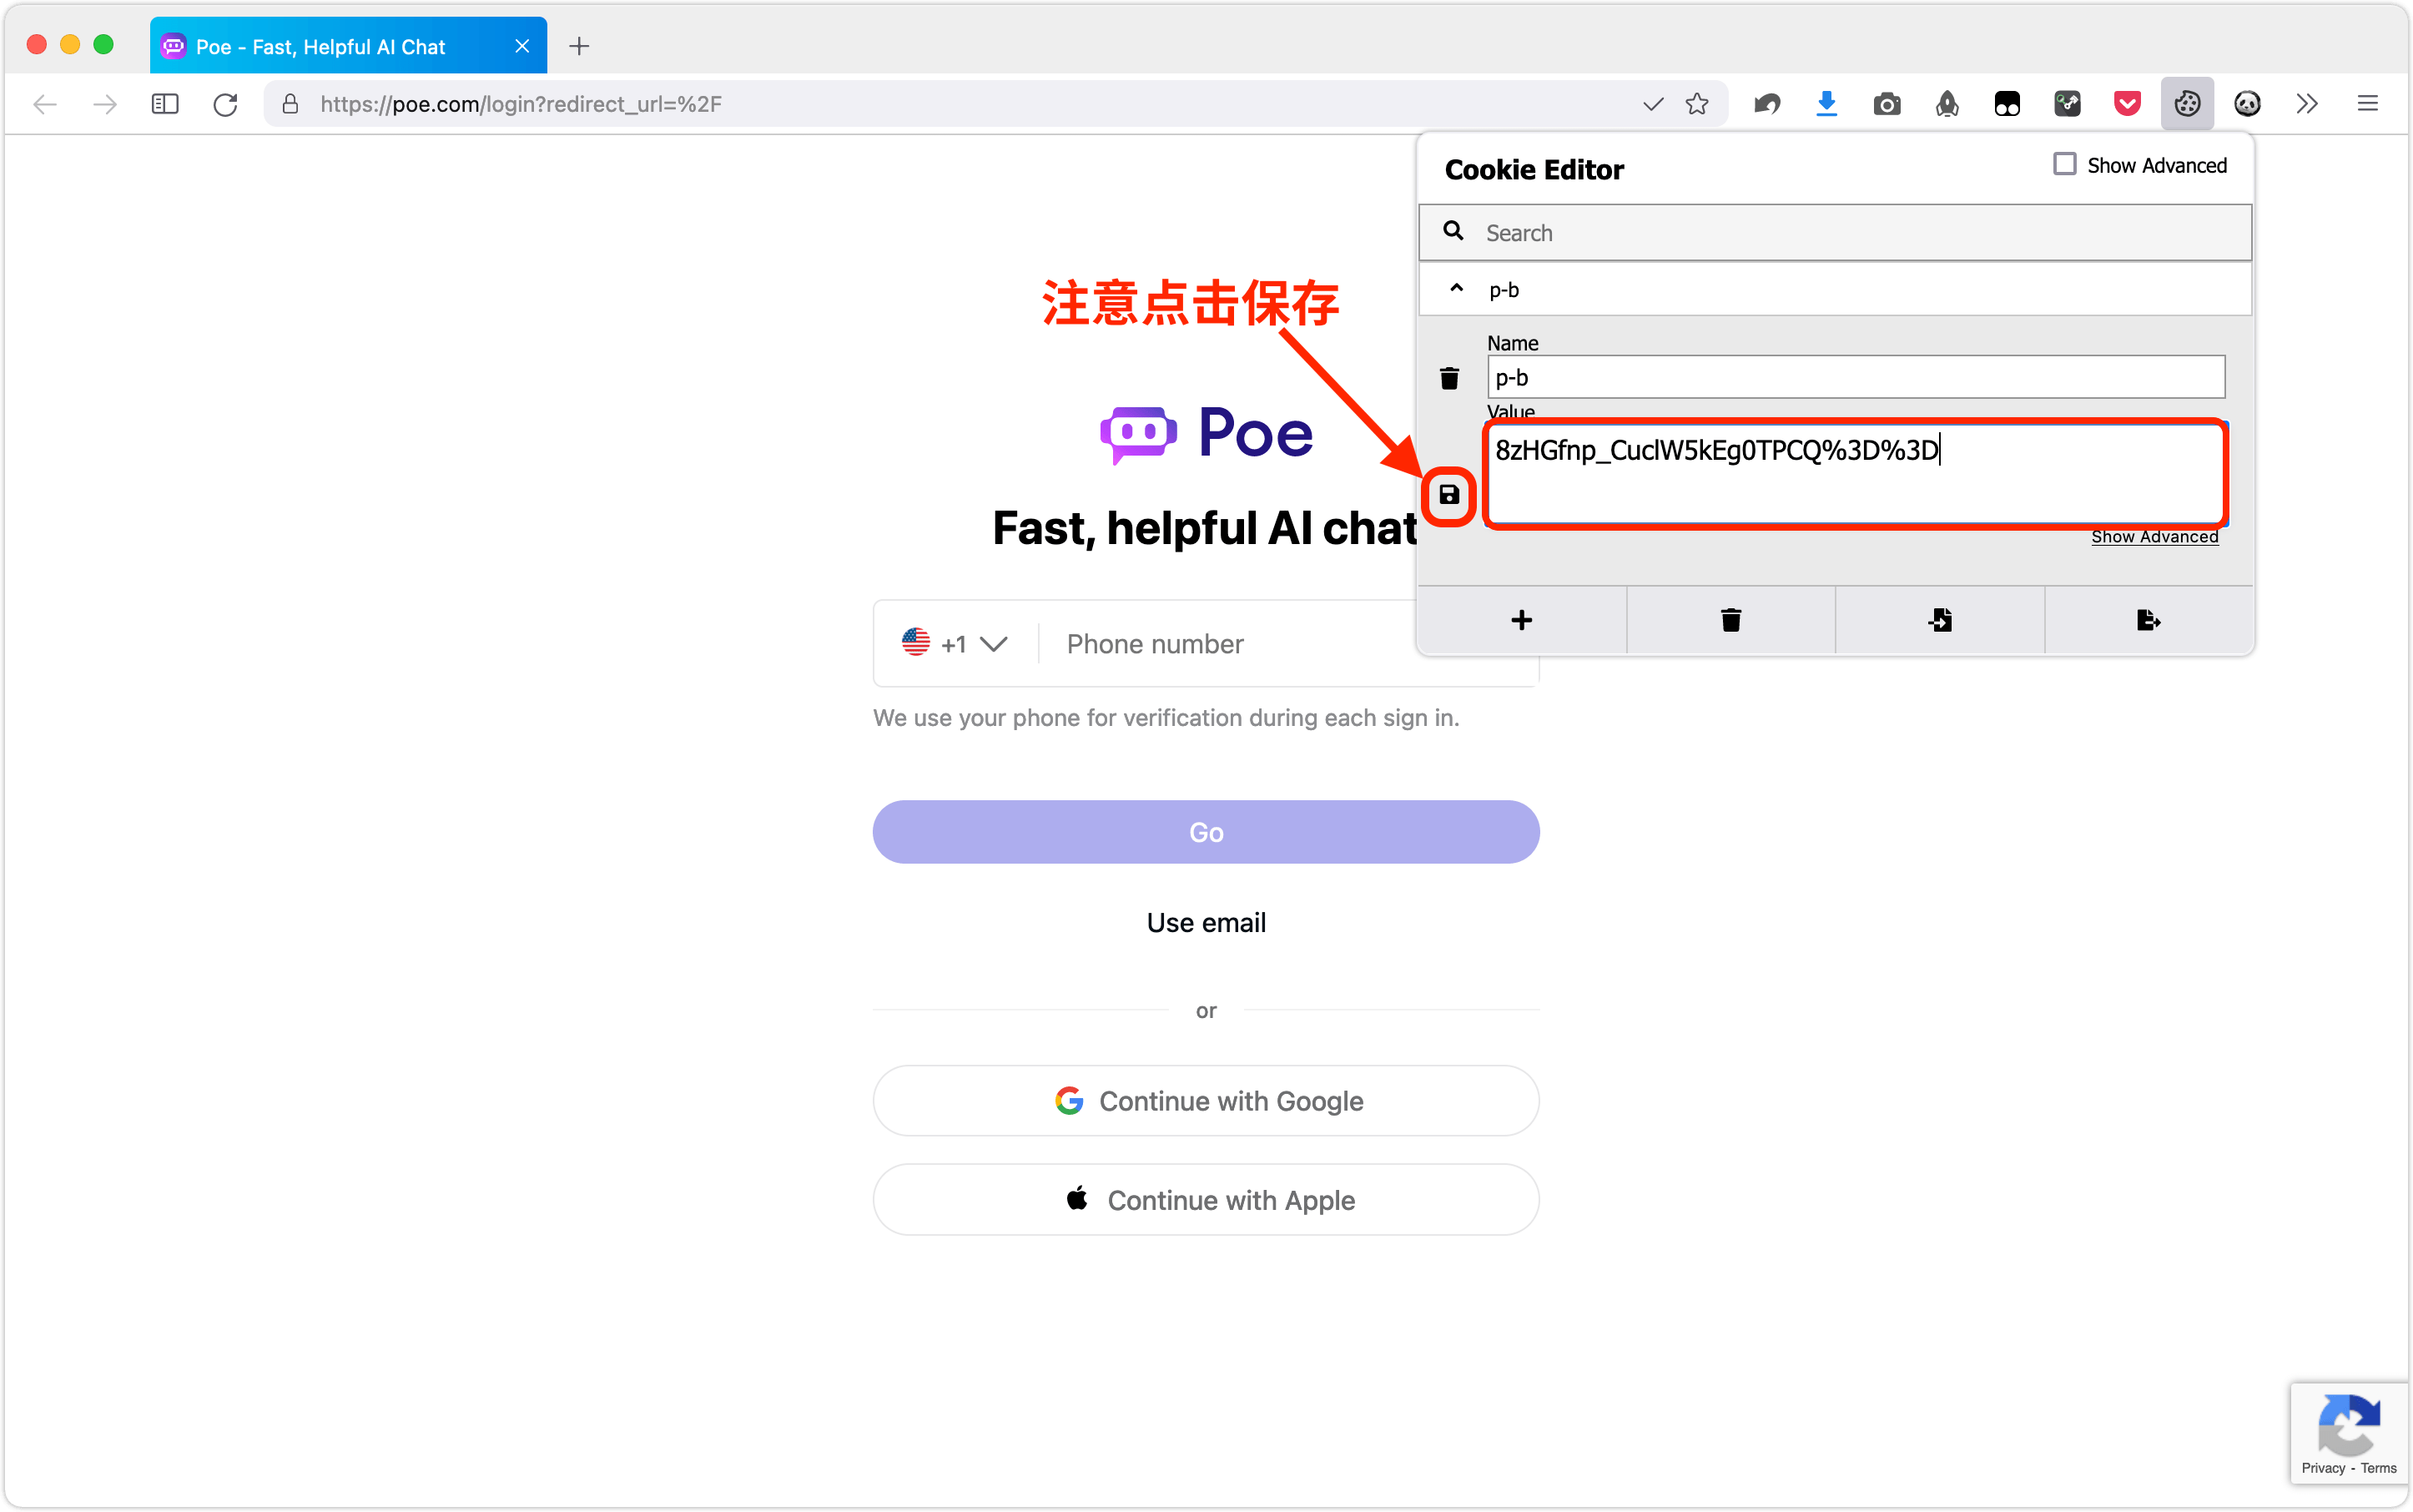 Poe - Fast, Helpful AI Chat
https://poe.com/login?redirect_url=%2F
Cookie Editor
Show Advanced
Search
p-b
注意点击保存
Name
p-b
Value
8zHGfnp_CuclW5kEg0TPCQ%3D%3D
Show Advanced
Poe
Fast, helpful AI chat
+1
Phone number
We use your phone for verification during each sign in.
Go
Use email
or
Continue with Google
Continue with Apple
Privacy - Terms